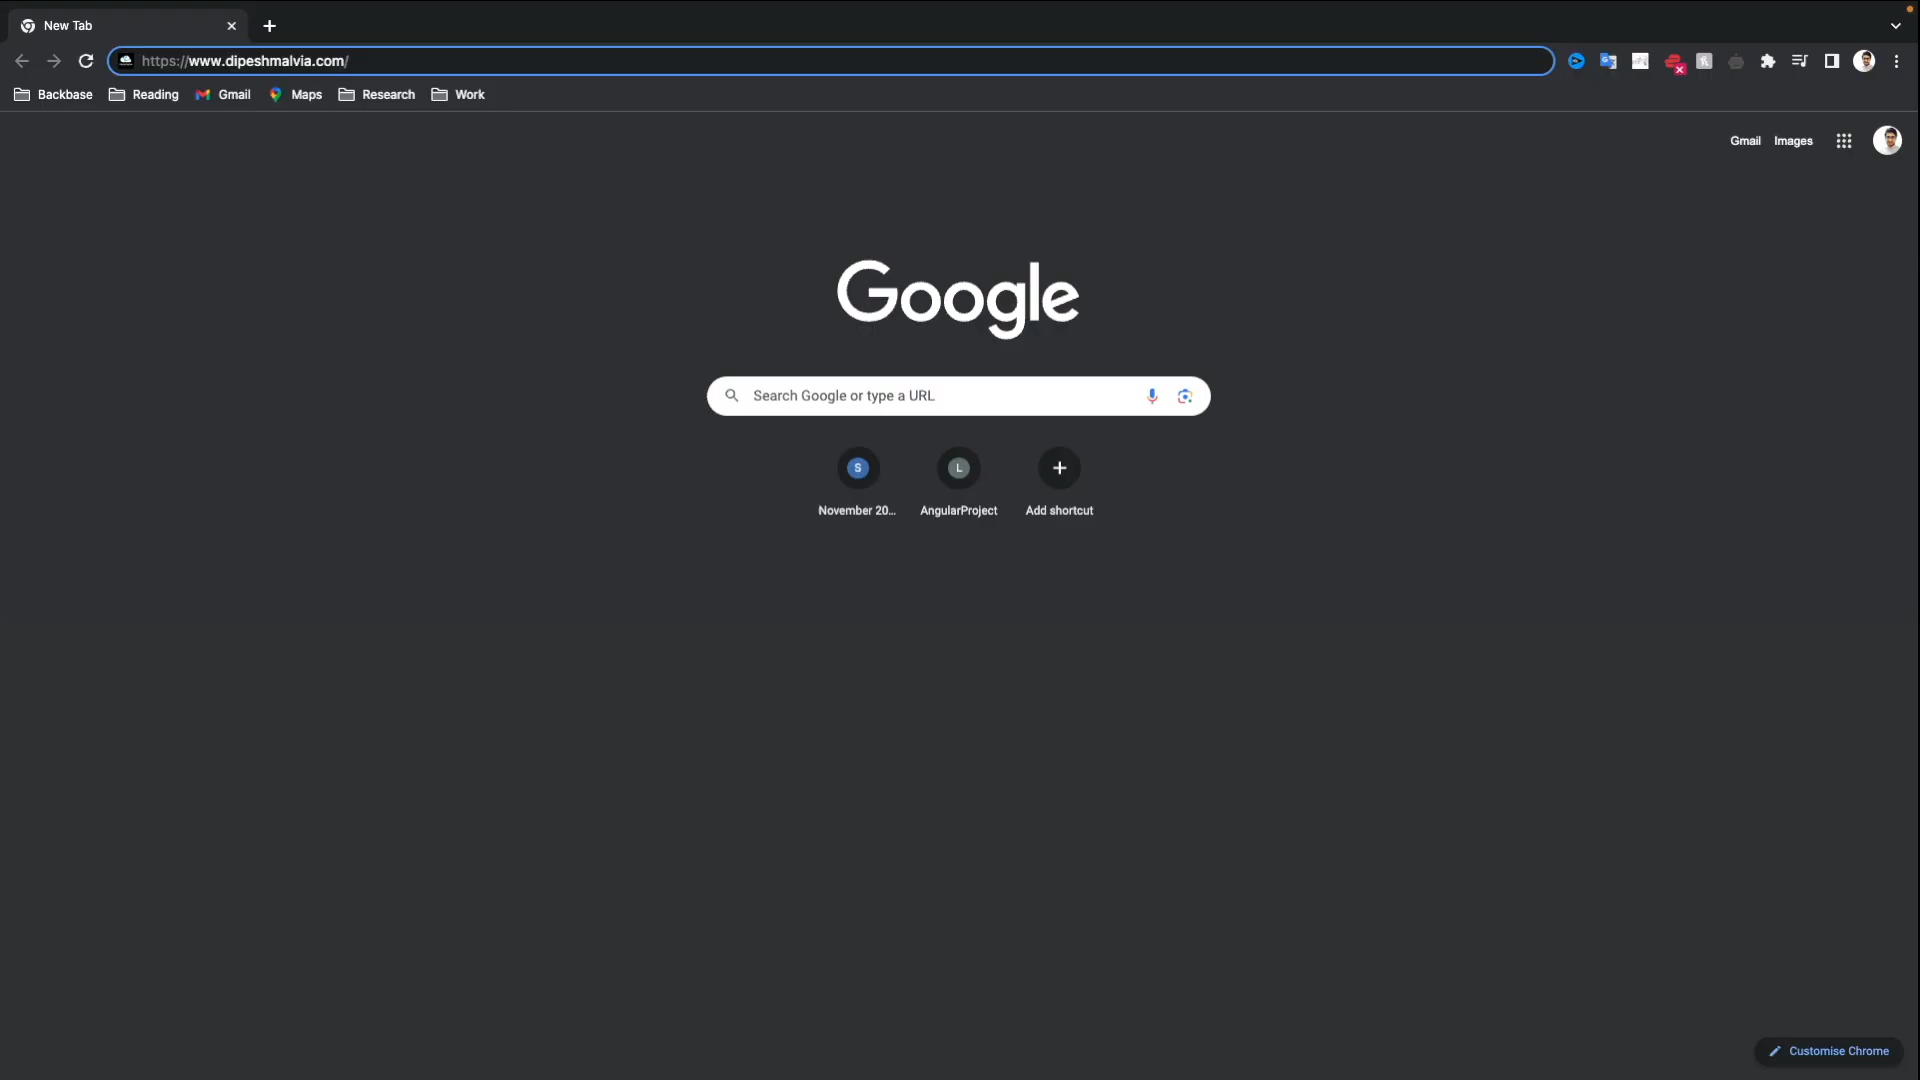 New Tab
https://www.dipeshmalvia.com/
Backbase Reading Gmail Maps Research Work
Gmail Images
Google
Search Google or type a URL
S L
November 20... AngularProject Add shortcut
Customise Chrome